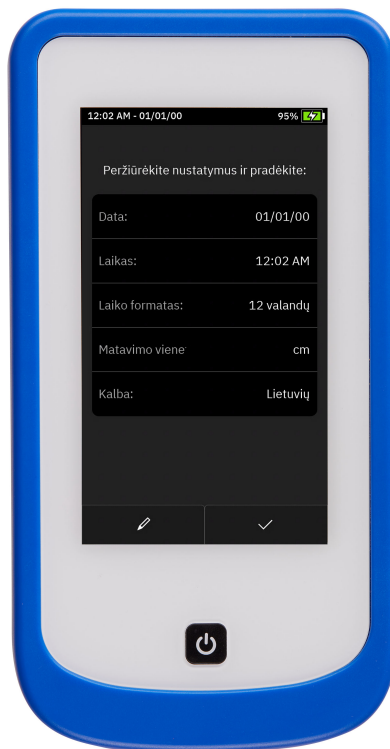 12:02 AM - 01/01/00 95%
Peržiūrėkite nustatymus ir pradėkite:
Data: 01/01/00
Laikas: 12:02 AM
Laiko formatas: 12 valandų
Matavimo viene
cm
Kalba: Lietuvių